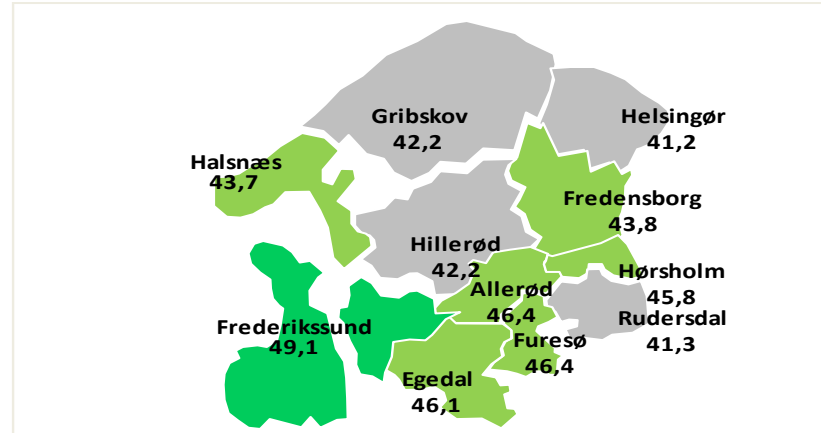 Gribskov
42,2
Helsingør
41,2
Halsnæs
43,7
Fredensborg
43,8
Hillerød
42,2
Hørsholm
45,8
Allerød
46,4
Rudersdal
41,3
Frederikssund
49,1
Furesø
46,4
Egedal
46,1